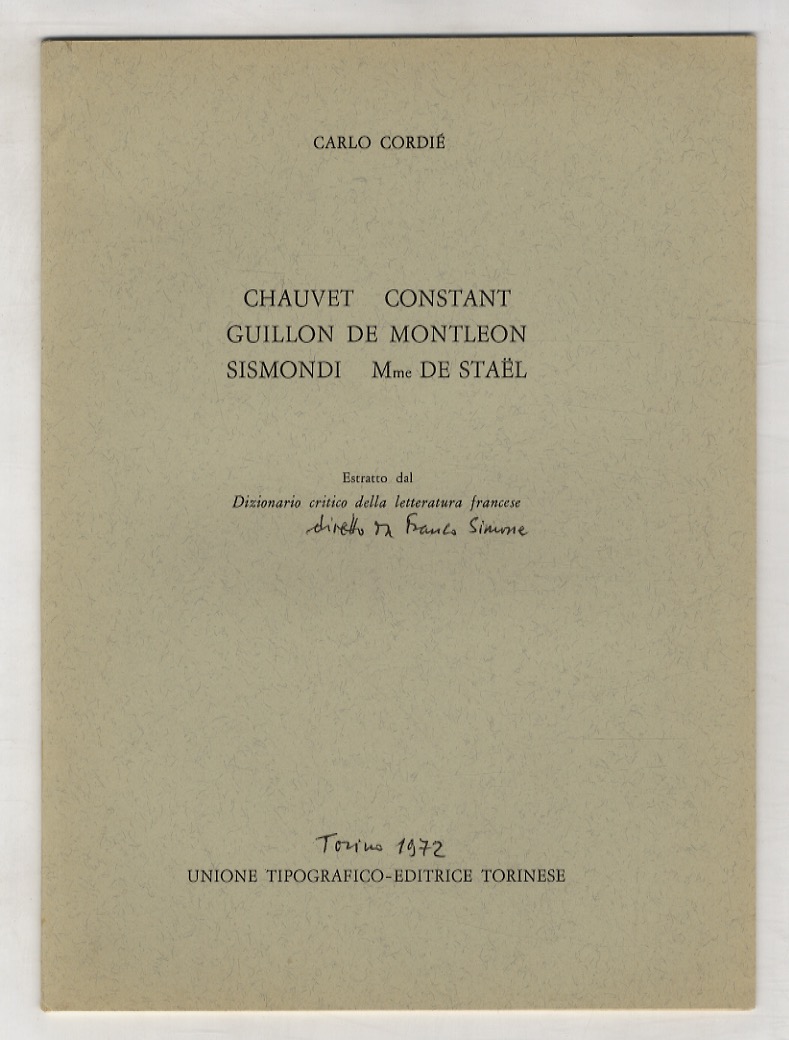 CARLO CORDIÉ
CHAUVET CONSTANT
GUILLON DE MONTLEON
SISMONDI Mme DE STAËL
Estratto dal
Dizionario critico della letteratura francese
diretto da Franco Simone
Torino 1972
UNIONE TIPOGRAFICO-EDITRICE TORINESE